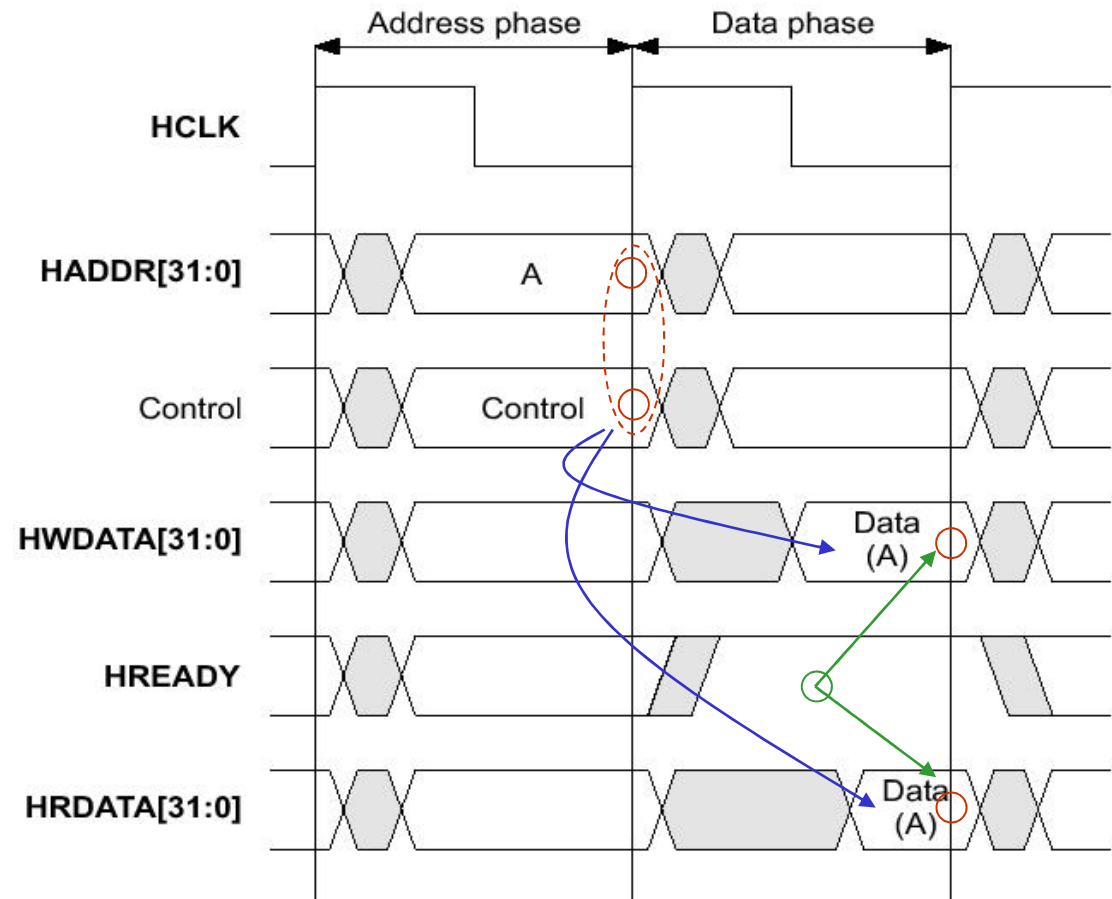 Address phase
Data phase
HCLK
HADDR[31:0]
A
Control
Control
HWDATA[31:0]
Data
(A)
HREADY
HRDATA[31:0]
Data
(A)